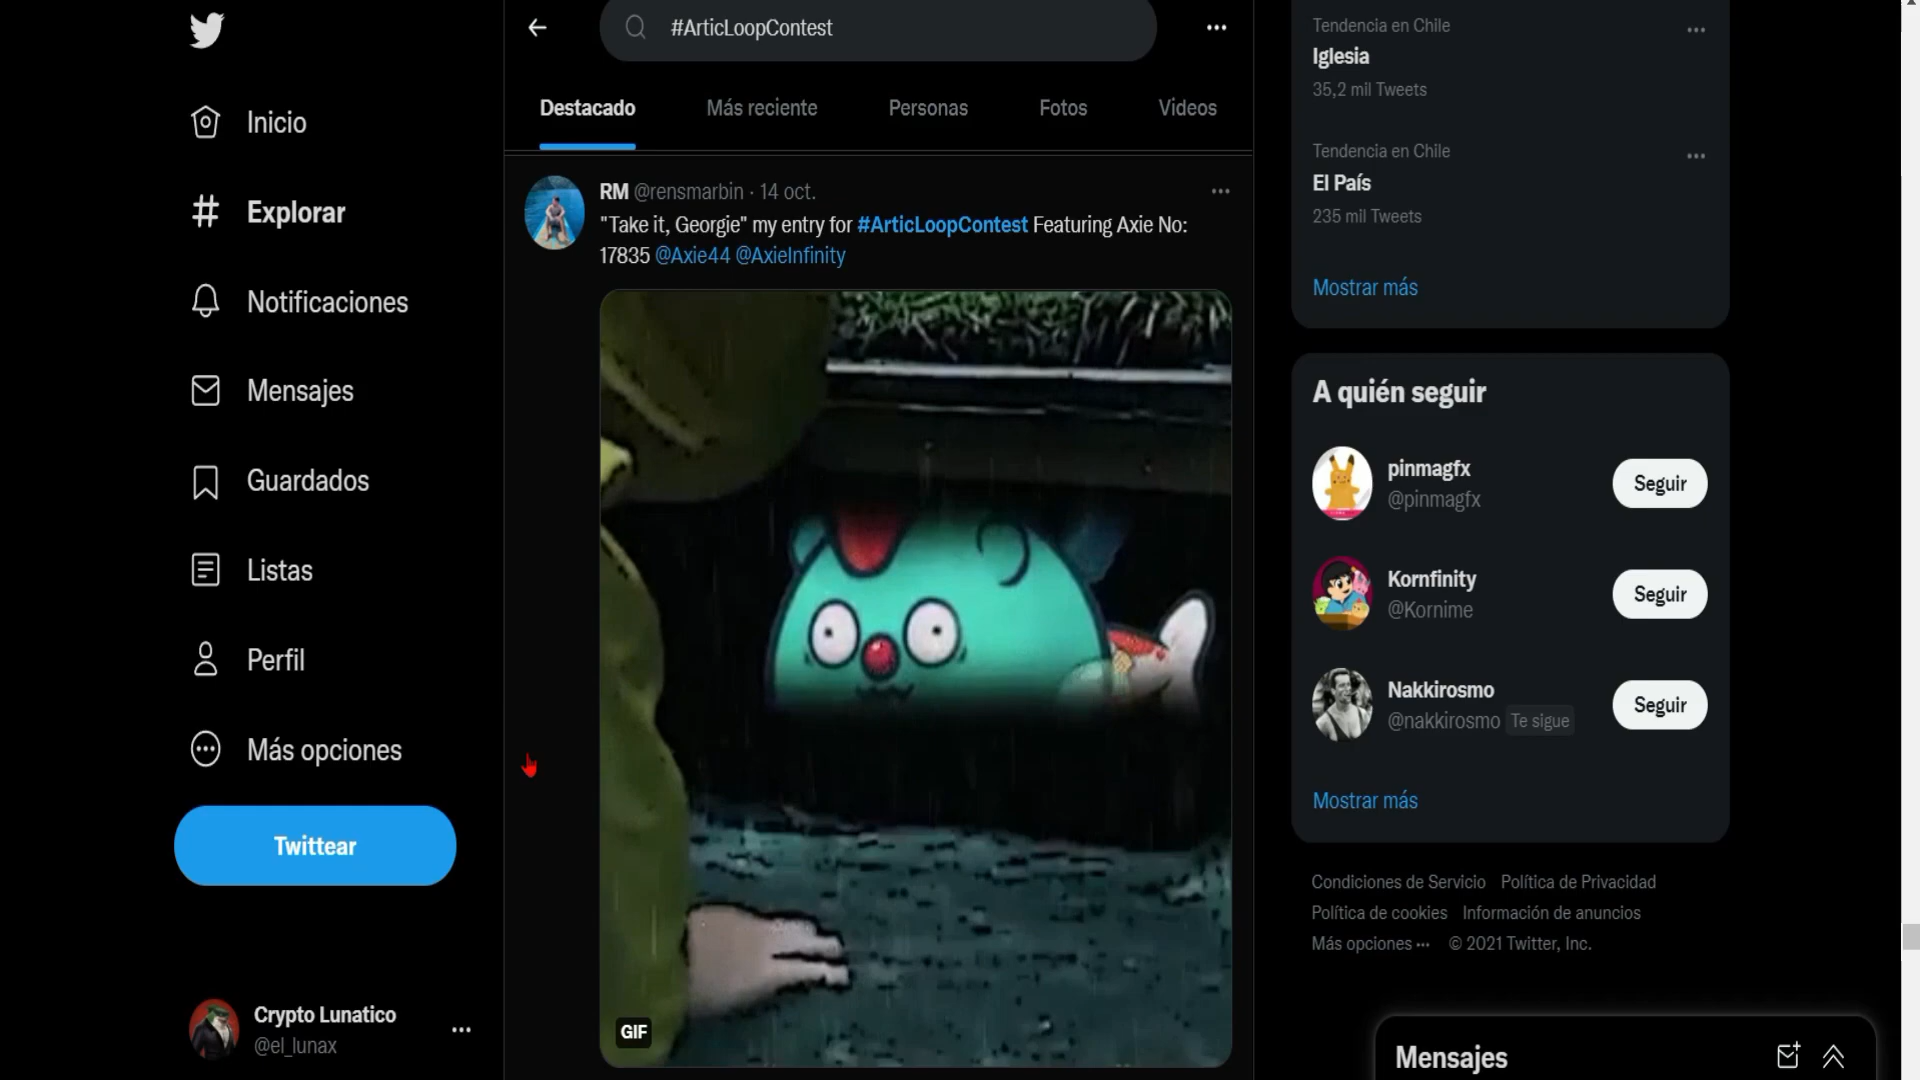 #ArticLoopContest
Destacado
Más reciente
Personas
Fotos
Videos
Inicio
Explorar
Notificaciones
Mensajes
Guardados
Listas
Perfil
Más opciones
Twittear
Crypto Lunatico
@el_lunax
RM @rensmarbin · 14 oct.
"Take it, Georgie" my entry for #ArticLoopContest Featuring Axie No:
17835 @Axie44 @AxieInfinity
GIF
Tendencia en Chile
Iglesia
35,2 mil Tweets
Tendencia en Chile
El País
235 mil Tweets
Mostrar más
A quién seguir
pinmagfx
@pinmagfx
Seguir
Kornfinity
@Kornime
Seguir
Nakkirosmo
@nakkirosmo Te sigue
Seguir
Mostrar más
Condiciones de Servicio Política de Privacidad
Política de cookies Información de anuncios
Más opciones ··· © 2021 Twitter, Inc.
Mensajes